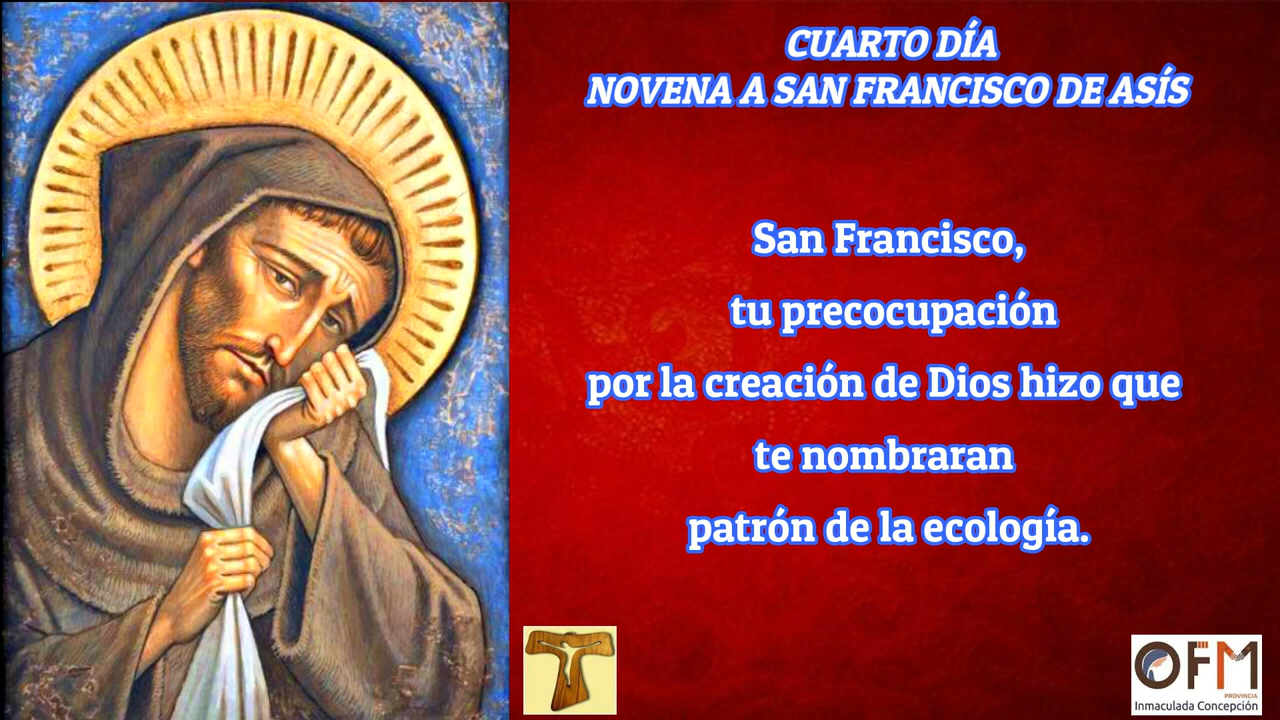 CUARTO DÍA
NOVENA A SAN FRANCISCO DE ASÍS
San Francisco,
tu precocupación
por la creación de Dios hizo que
te nombraran
patrón de la ecología.
OFM
PROVINCIA
Inmaculada Concepción